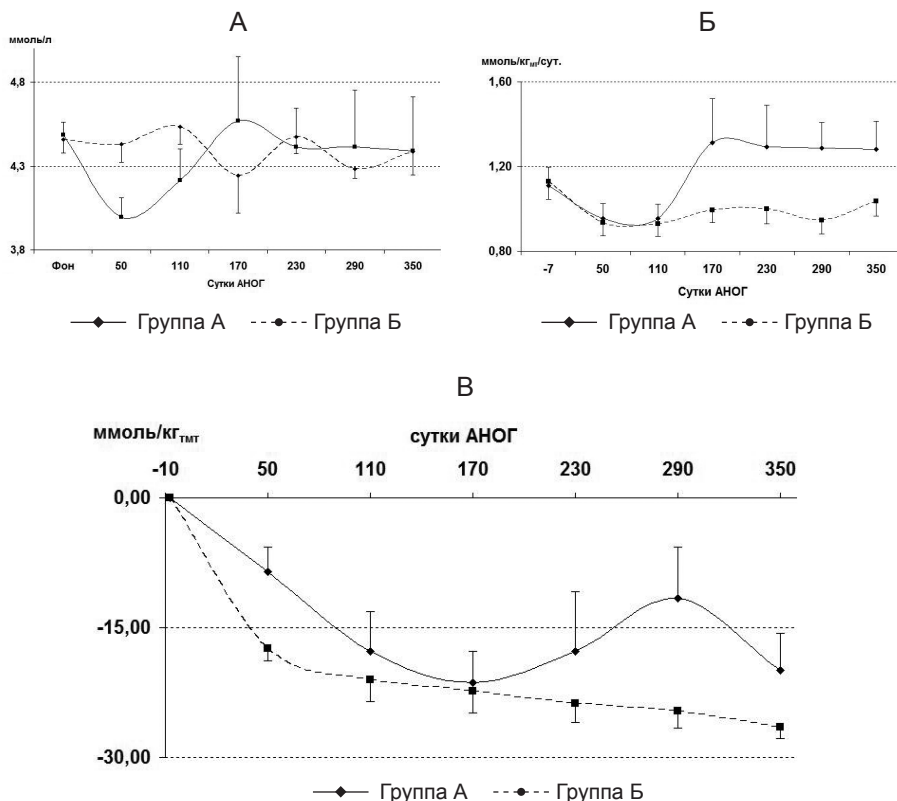 А
ммоль/л
4,8
4,3
3,8
Фон 50 110 170 230 290 350
Сутки АНОГ
Группа А Группа Б
Б
ммоль/кгмт/сут.
1,60
1,20
0,80
-7 50 110 170 230 290 350
Сутки АНОГ
Группа А Группа Б
В
ммоль/кгТМТ сутки АНОГ
-10 50 110 170 230 290 350
0,00
-15,00
-30,00
Группа А Группа Б